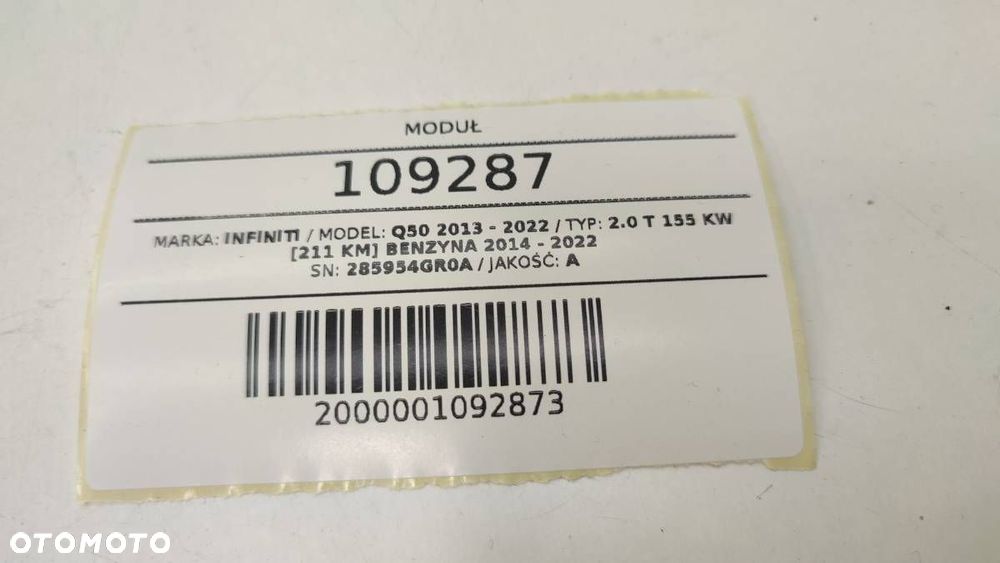 MODUŁ
109287
MARKA: INFINITI / MODEL: Q50 2013 - 2022 / TYP: 2.0 T 155 KW
[211 KM] BENZYNA 2014 - 2022
SN: 285954GR0A / JAKOŚĆ: A
2000001092873
OTOMOTO